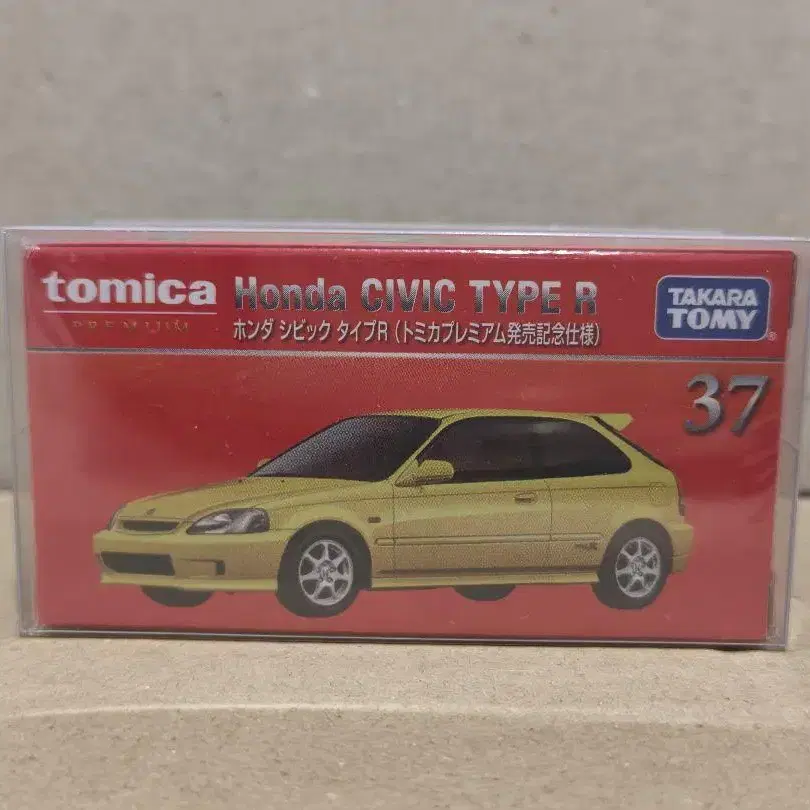 tomica
PREMIUM
Honda CIVIC TYPE R
ホンダ シビック タイプR（トミカプレミアム発売記念仕様）
TAKARA
TOMY
®
37